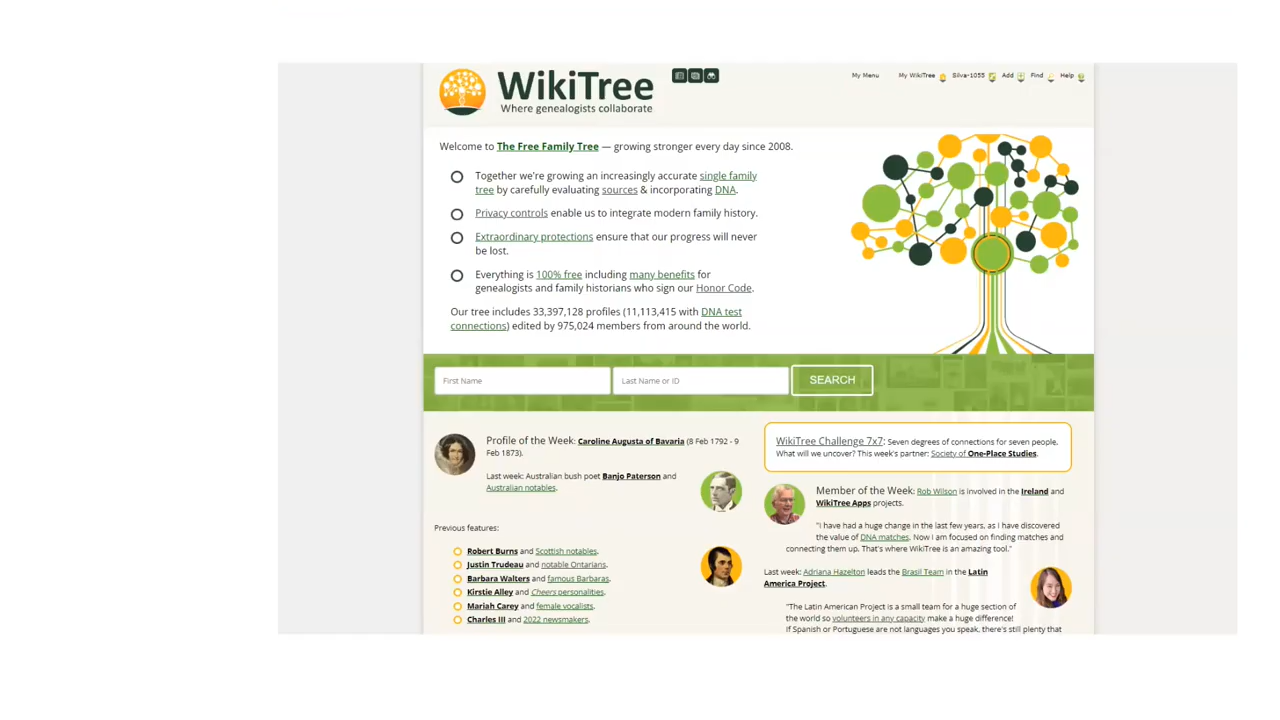 WikiTree
Where genealogists collaborate
My Menu My WikiTree Silva-1055 Add Find Help
Welcome to The Free Family Tree — growing stronger every day since 2008.
Together we're growing an increasingly accurate single family
tree by carefully evaluating sources & incorporating DNA.
Privacy controls enable us to integrate modern family history.
Extraordinary protections ensure that our progress will never
be lost.
Everything is 100% free including many benefits for
genealogists and family historians who sign our Honor Code.
Our tree includes 33,397,128 profiles (11,113,415 with DNA test
connections) edited by 975,024 members from around the world.
First Name
Last Name or ID
SEARCH
Profile of the Week: Caroline Augusta of Bavaria (8 Feb 1792 - 9
Feb 1873).
Last week: Australian bush poet Banjo Paterson and
Australian notables.
Previous features:
Robert Burns and Scottish notables.
Justin Trudeau and notable Ontarians.
Barbara Walters and famous Barbaras.
Kirstie Alley and Cheers personalities.
Mariah Carey and female vocalists.
Charles III and 2022 newsmakers.
WikiTree Challenge 7x7: Seven degrees of connections for seven people.
What will we uncover? This week's partner: Society of One-Place Studies.
Member of the Week: Rob Wilson is involved in the Ireland and
WikiTree Apps projects.
"I have had a huge change in the last few years, as I have discovered
the value of DNA matches. Now I am focused on finding matches and
connecting them up. That's where WikiTree is an amazing tool."
Last week: Adriana Hazelton leads the Brasil Team in the Latin
America Project.
"The Latin American Project is a small team for a huge section of
the world so volunteers in any capacity make a huge difference!
If Spanish or Portuguese are not languages you speak, there's still plenty that